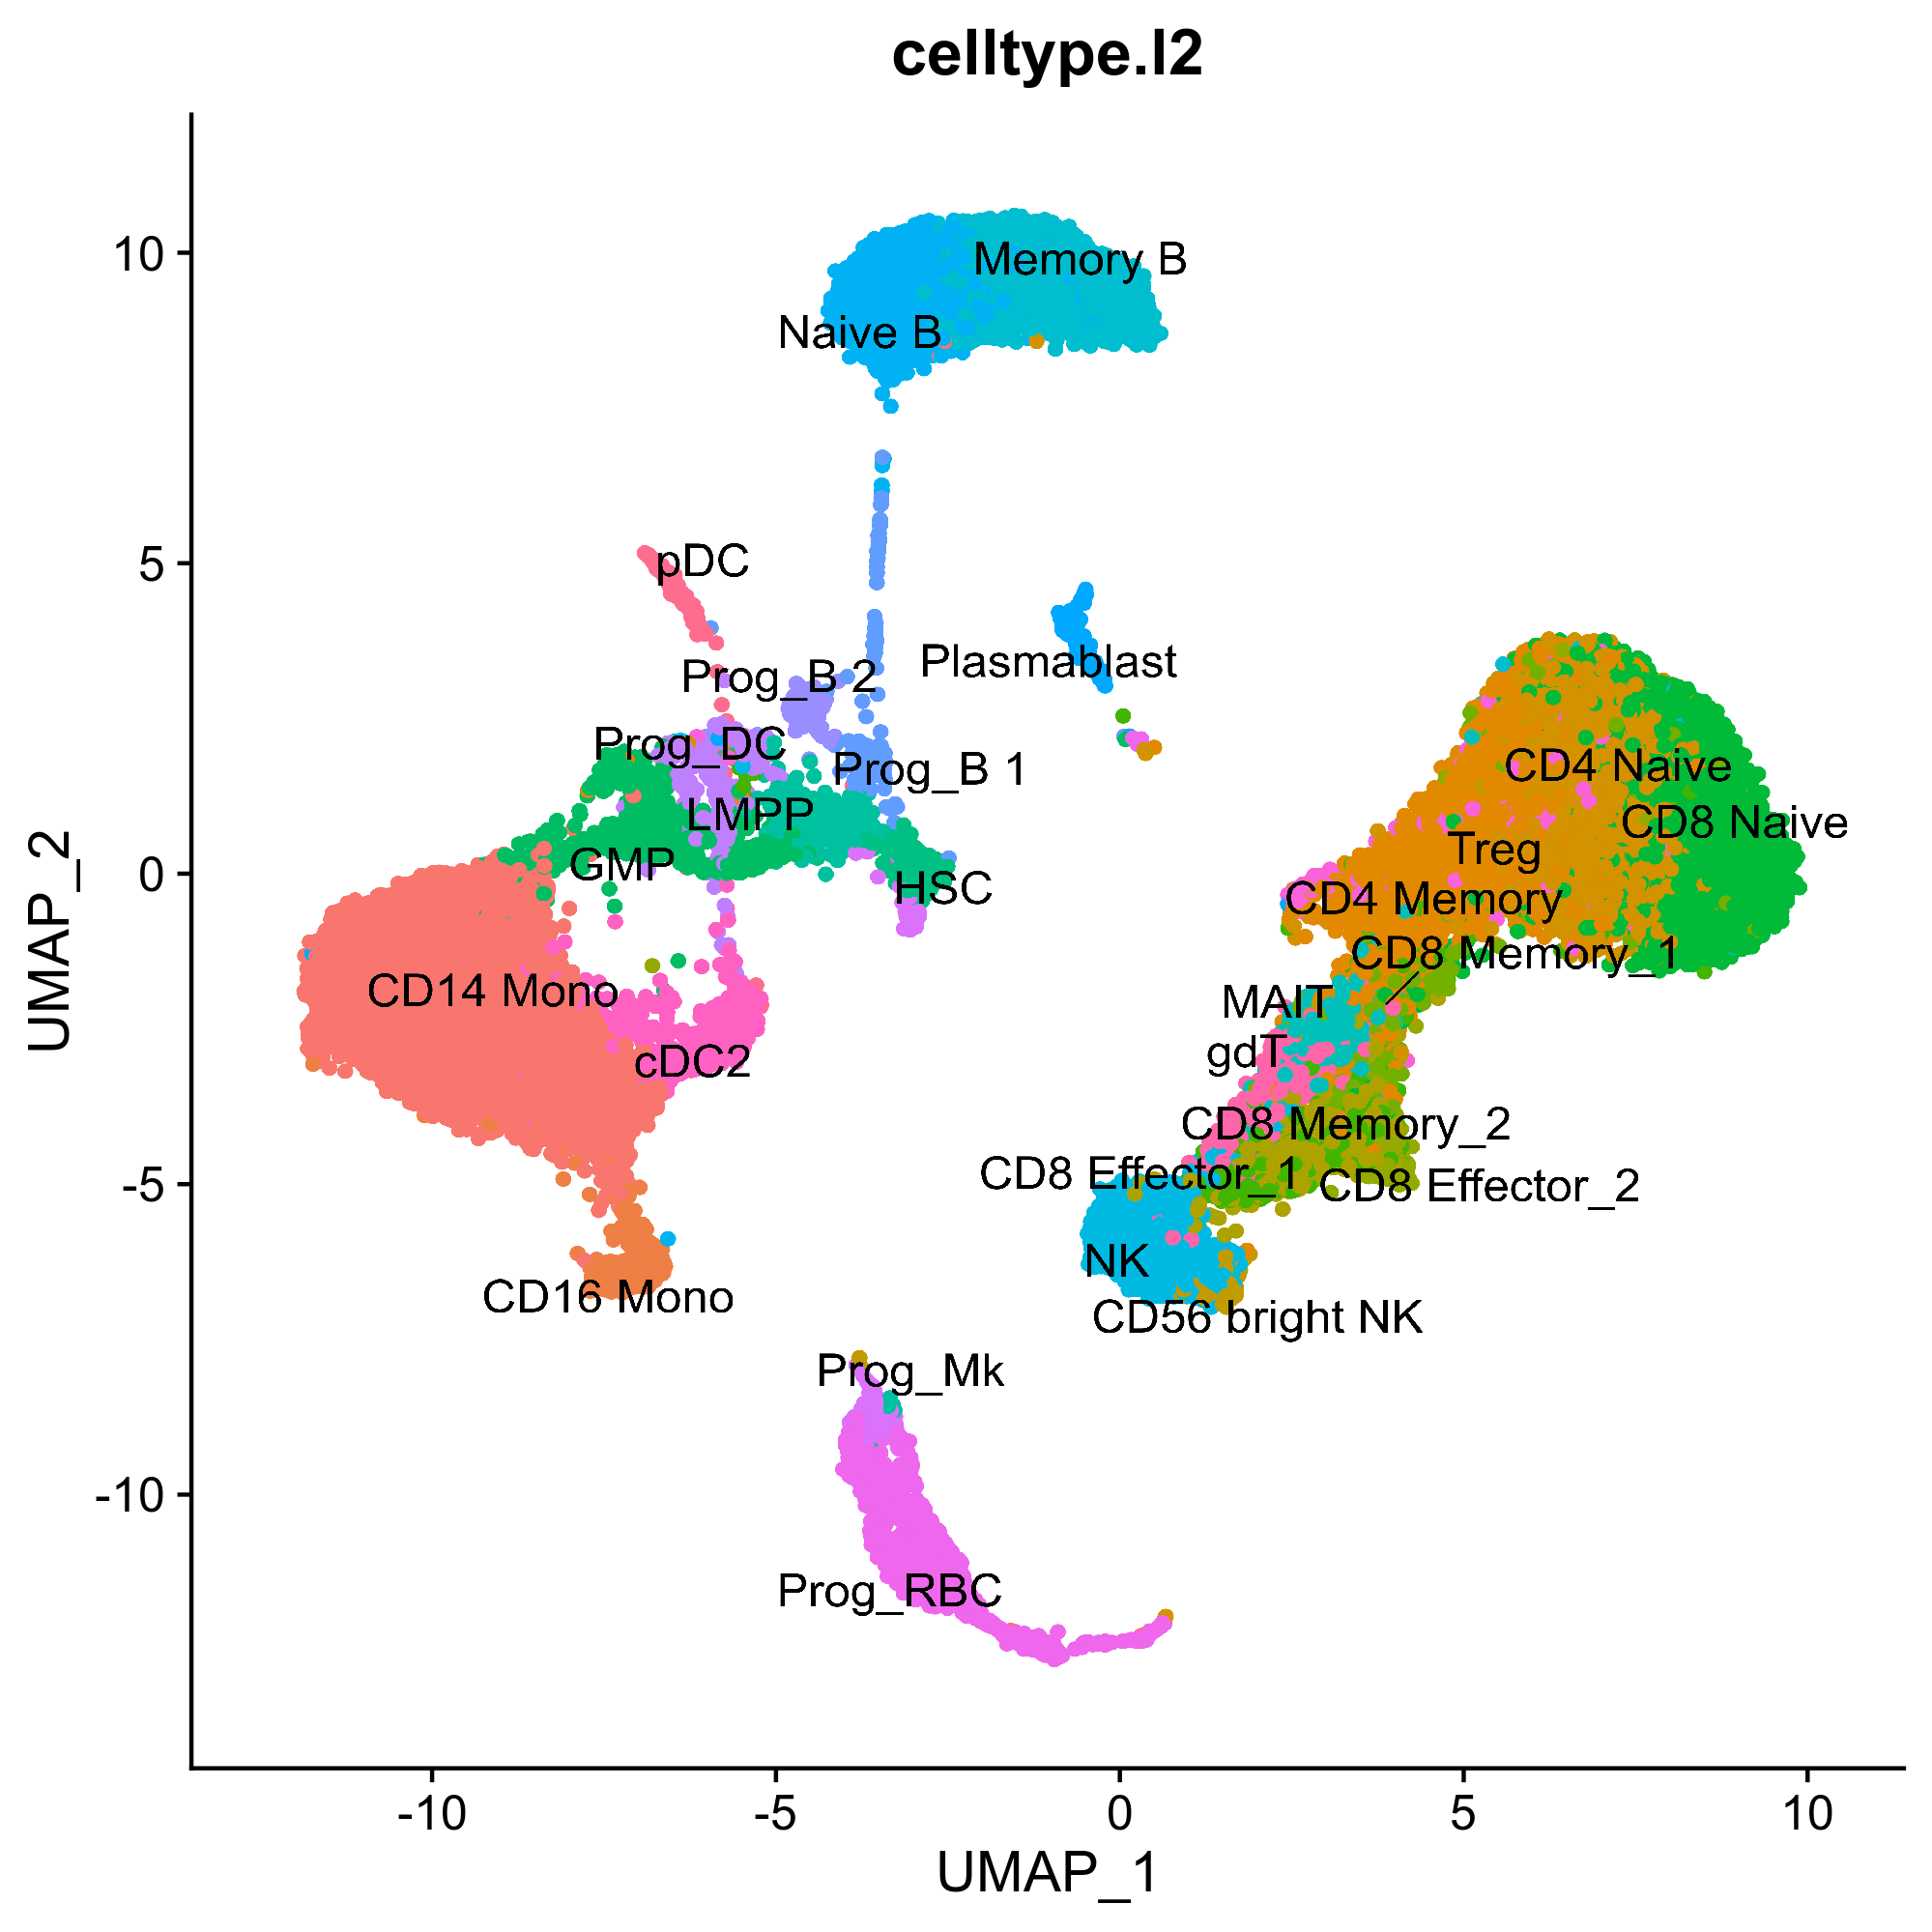 celltype.l2
10
5
0
-5
-10
UMAP_2
Memory B
Naive B
pDC
Plasmablast
Prog_B 2
Prog_DC
Prog_B 1
LMPP
GMP
HSC
CD4 Naive
CD8 Naive
Treg
CD4 Memory
CD8 Memory_1
CD14 Mono
MAIT
gdT
cDC2
CD8 Memory_2
CD8 Effector_1
CD8 Effector_2
NK
CD16 Mono
CD56 bright NK
Prog_Mk
Prog_RBC
-10
-5
0
5
10
UMAP_1